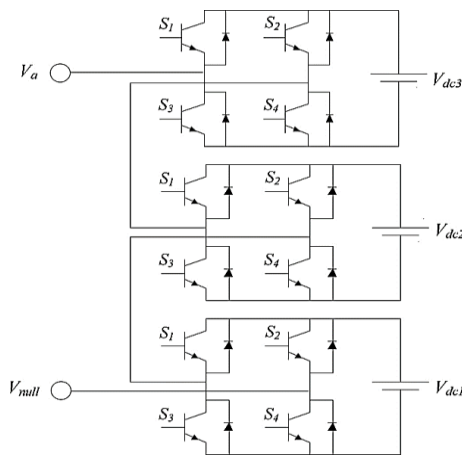 S1 S2
Va
Vdc3
S3 S4
S1 S2
Vdc2
S3 S4
S1 S2
Vnull
Vdc1
S3 S4